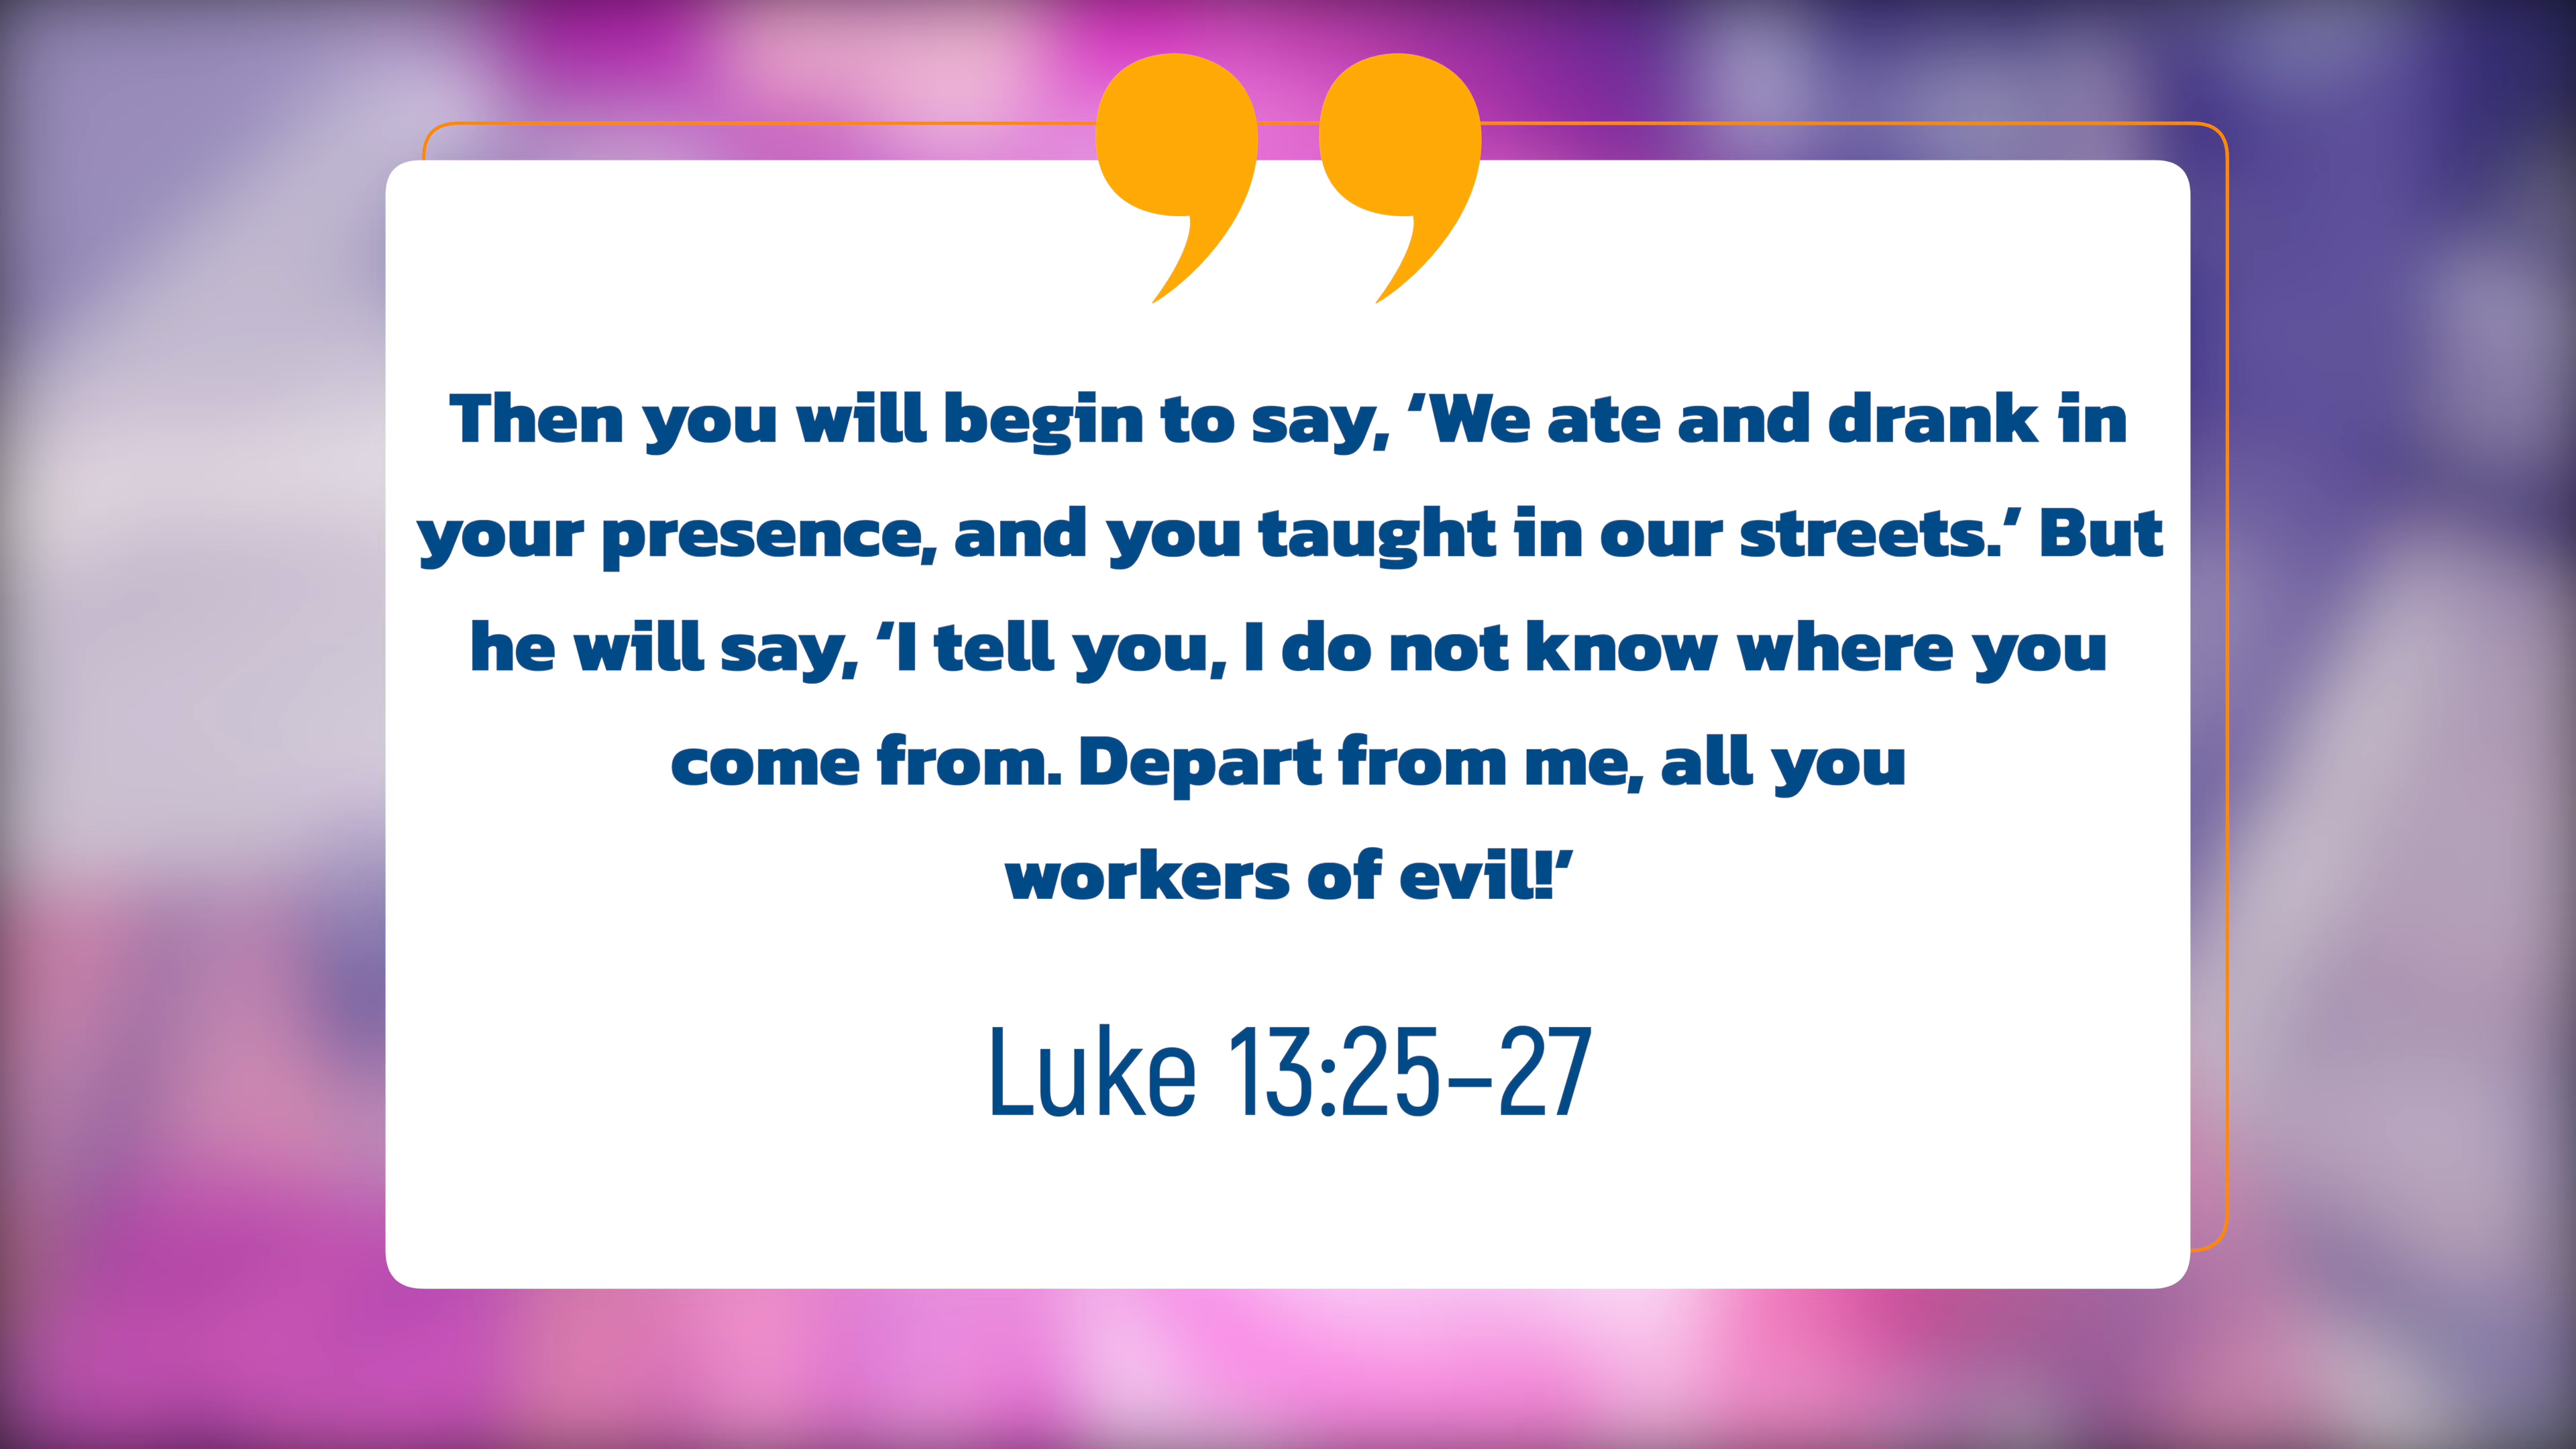 Then you will begin to say, ‘We ate and drank in
your presence, and you taught in our streets.’ But
he will say, ‘I tell you, I do not know where you
come from. Depart from me, all you
workers of evil!’
Luke 13:25–27